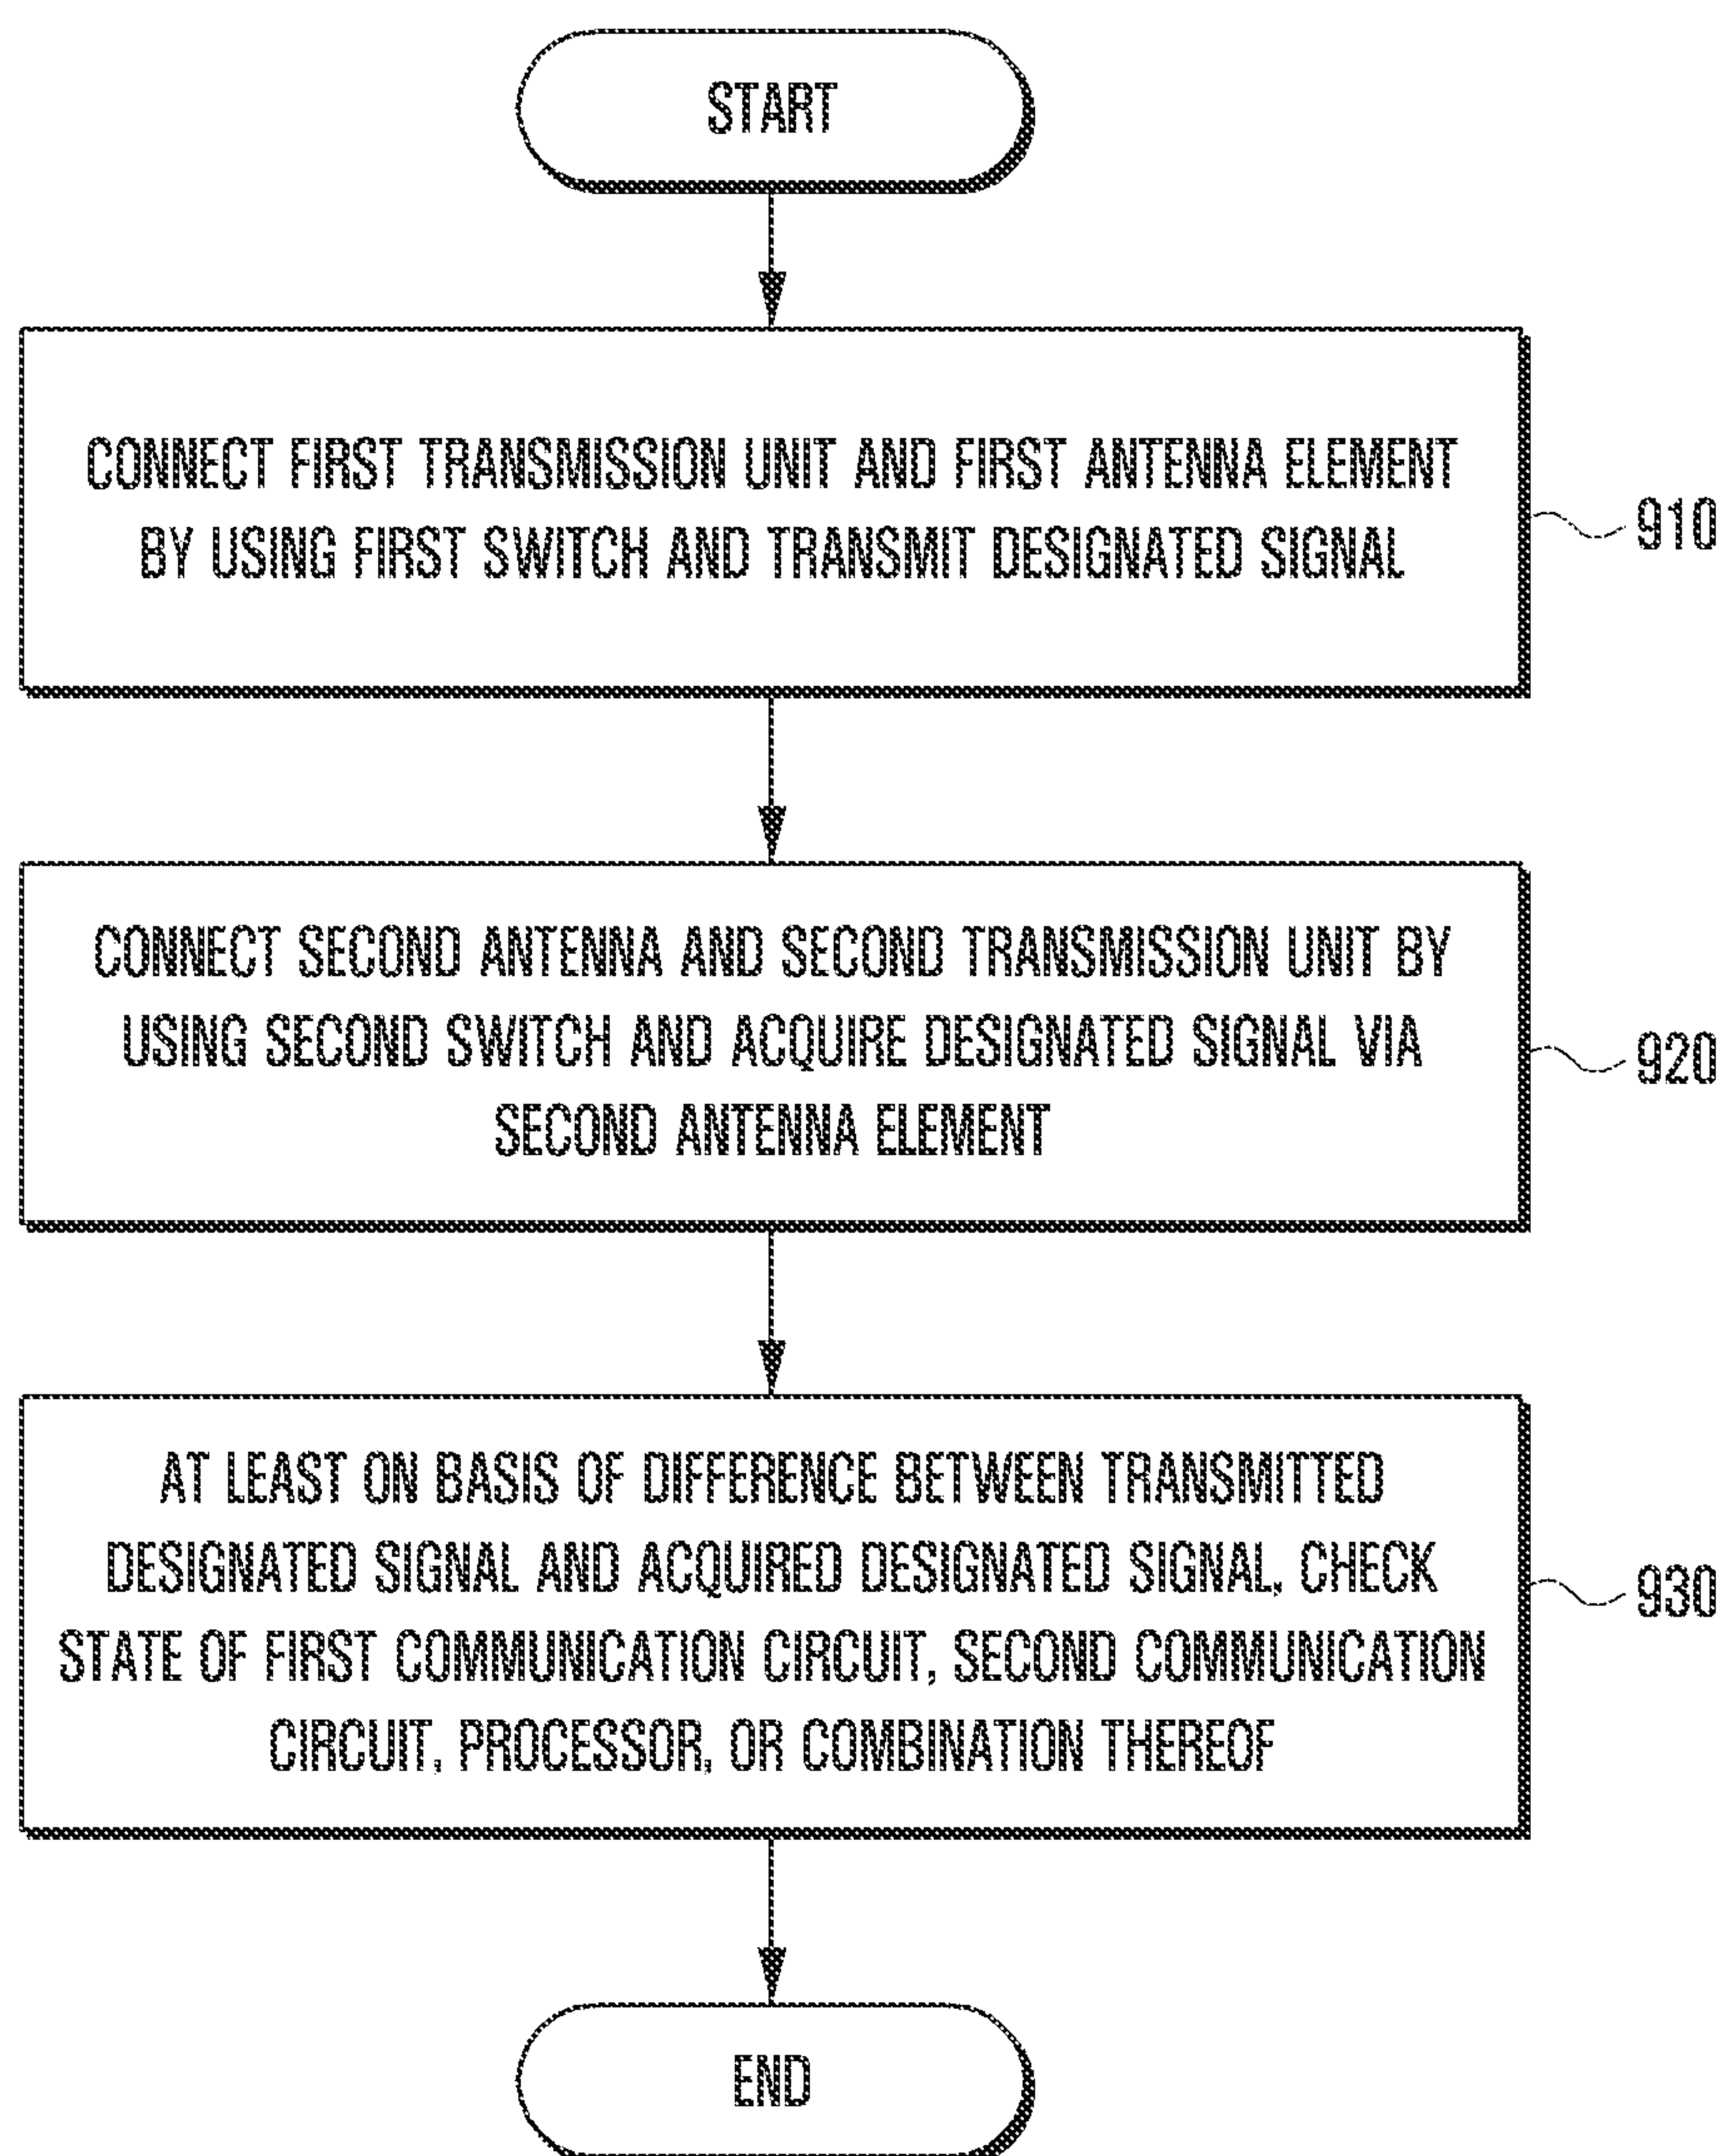 START
CONNECT FIRST TRANSMISSION UNIT AND FIRST ANTENNA ELEMENT
BY USING FIRST SWITCH AND TRANSMIT DESIGNATED SIGNAL
910
CONNECT SECOND ANTENNA AND SECOND TRANSMISSION UNIT BY
USING SECOND SWITCH AND ACQUIRE DESIGNATED SIGNAL VIA
SECOND ANTENNA ELEMENT
920
AT LEAST ON BASIS OF DIFFERENCE BETWEEN TRANSMITTED
DESIGNATED SIGNAL AND ACQUIRED DESIGNATED SIGNAL, CHECK
STATE OF FIRST COMMUNICATION CIRCUIT, SECOND COMMUNICATION
CIRCUIT, PROCESSOR, OR COMBINATION THEREOF
930
END